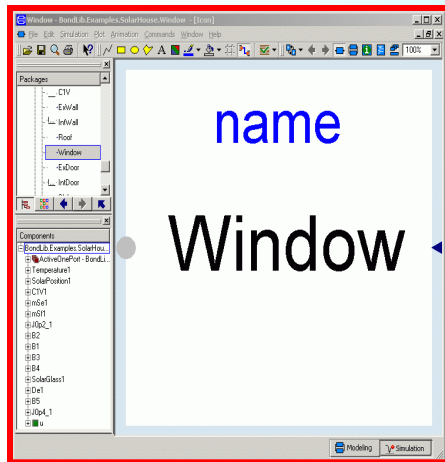 Window - BondLib.Examples.SolarHouse.Window - [Icon]
File Edit Simulation Plot Animation Commands Window Help
100%
Packages
C1V
-ExWall
IntWall
-Roof
-Window
-ExDoor
IntDoor
Components
BondLib.Examples.SolarHou...
ActiveOnePort - BondLi...
Temperature1
SolarPosition1
C1V1
mSe1
mSf1
J0p2_1
B2
B1
B3
B4
SolarGlass1
De1
B5
J0p4_1
u
name
Window
Modeling
Simulation